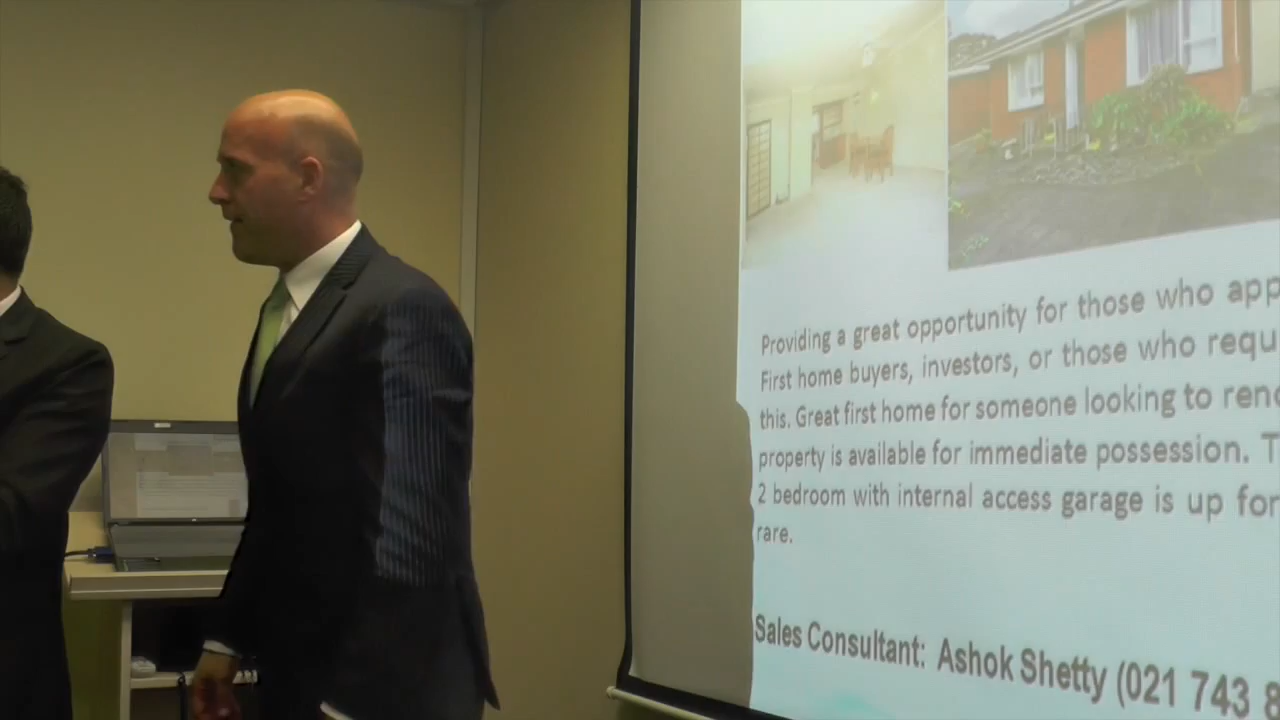 Providing a great opportunity for those who app
First home buyers, investors, or those who requ
this. Great first home for someone looking to reno
property is available for immediate possession. T
2 bedroom with internal access garage is up for
rare.
Sales Consultant: Ashok Shetty (021 743 8